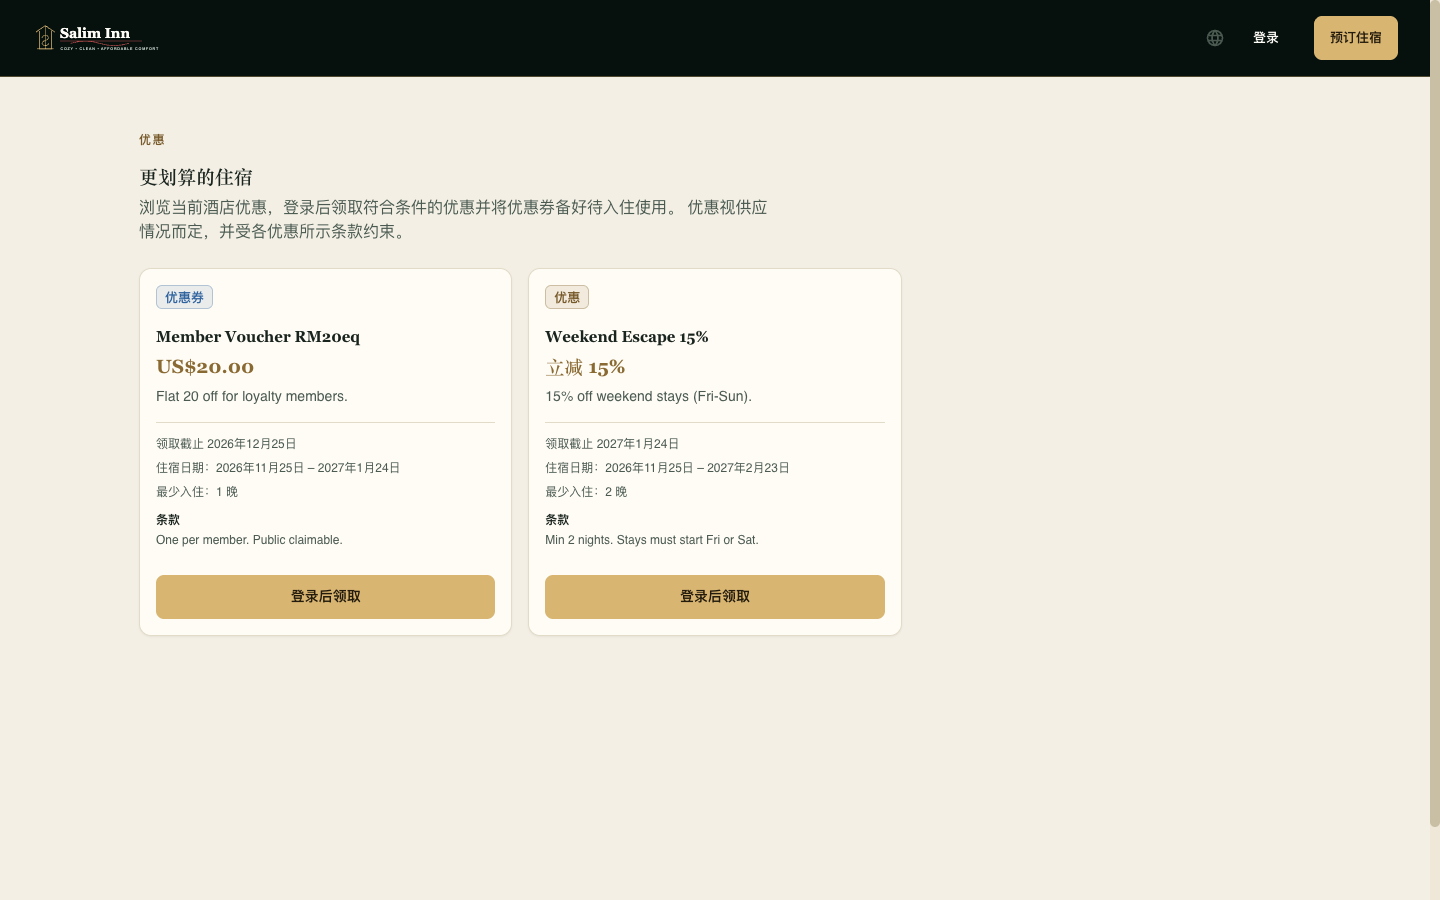 Salim Inn
COZY • CLEAN • AFFORDABLE COMFORT
登录
预订住宿
优惠
更划算的住宿
浏览当前酒店优惠，登录后领取符合条件的优惠并将优惠券备好待入住使用。 优惠视供应
情况而定，并受各优惠所示条款约束。
优惠券
Member Voucher RM20eq
US$20.00
Flat 20 off for loyalty members.
领取截止 2026年12月25日
住宿日期：2026年11月25日 – 2027年1月24日
最少入住：1 晚
条款
One per member. Public claimable.
登录后领取
优惠
Weekend Escape 15%
立减 15%
15% off weekend stays (Fri-Sun).
领取截止 2027年1月24日
住宿日期：2026年11月25日 – 2027年2月23日
最少入住：2 晚
条款
Min 2 nights. Stays must start Fri or Sat.
登录后领取